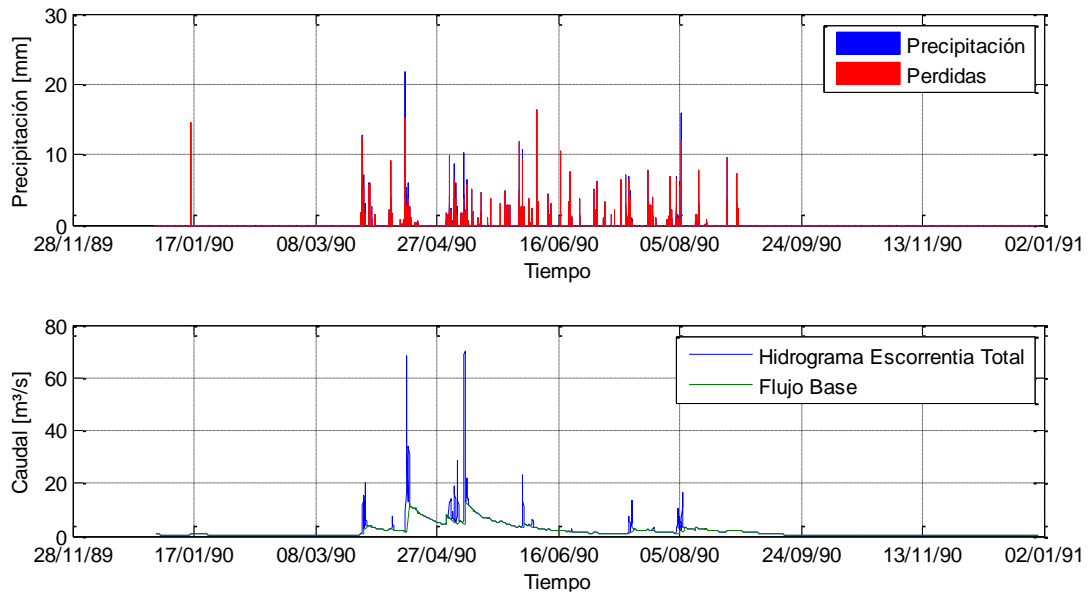 Precipitación [mm]
30
20
10
0
Precipitación
Perdidas
28/11/89 17/01/90 08/03/90 27/04/90 16/06/90 05/08/90 24/09/90 13/11/90 02/01/91
Tiempo
Caudal [m³/s]
80
60
40
20
0
Hidrograma Escorrentia Total
Flujo Base
28/11/89 17/01/90 08/03/90 27/04/90 16/06/90 05/08/90 24/09/90 13/11/90 02/01/91
Tiempo